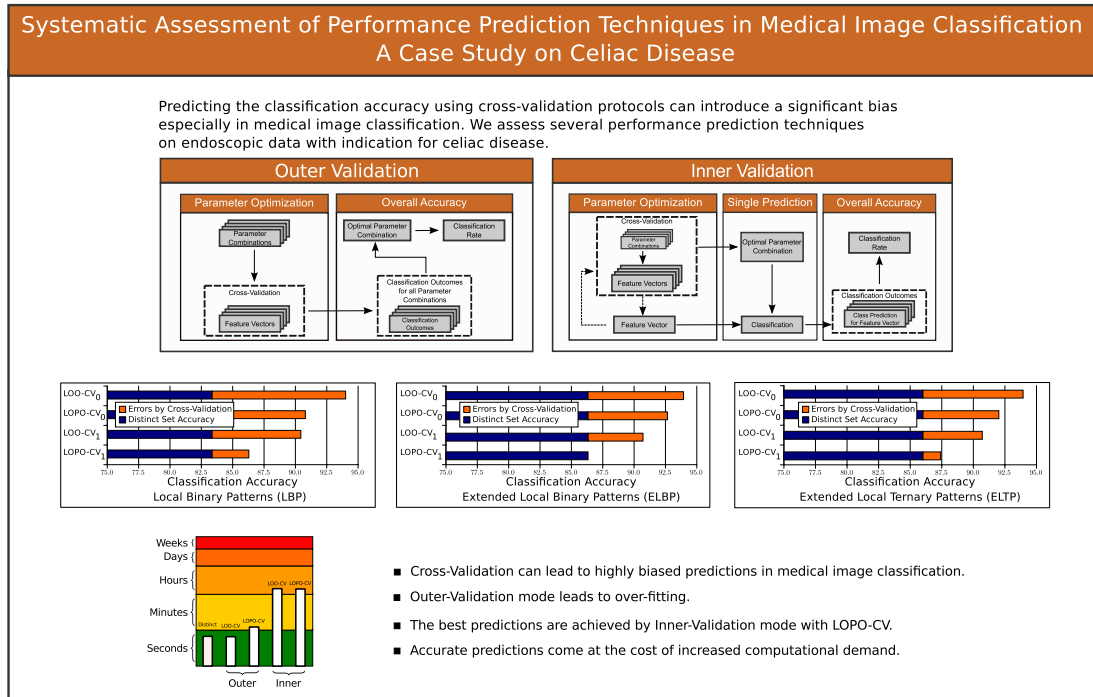 Systematic Assessment of Performance Prediction Techniques in Medical Image Classification
A Case Study on Celiac Disease
Predicting the classification accuracy using cross-validation protocols can introduce a significant bias
especially in medical image classification. We assess several performance prediction techniques
on endoscopic data with indication for celiac disease.
Outer Validation
Parameter Optimization
Parameter
Combinations
Cross-Validation
Feature Vectors
Overall Accuracy
Optimal Parameter
Combination
Classification
Rate
Classification Outcomes
for all Parameter
Combinations
Classification
Outcomes
Inner Validation
Parameter Optimization
Cross-Validation
Parameter
Combinations
Feature Vectors
Feature Vector
Single Prediction
Optimal Parameter
Combination
Classification
Overall Accuracy
Classification
Rate
Classification Outcomes
Class Prediction
for Feature Vector
LOO-CV0
LOPO-CV0
LOO-CV1
LOPO-CV1
Errors by Cross-Validation
Distinct Set Accuracy
75.0 77.5 80.0 82.5 85.0 87.5 90.0 92.5 95.0
Classification Accuracy
Local Binary Patterns (LBP)
LOO-CV0
LOPO-CV0
LOO-CV1
LOPO-CV1
Errors by Cross-Validation
Distinct Set Accuracy
75.0 77.5 80.0 82.5 85.0 87.5 90.0 92.5 95.0
Classification Accuracy
Extended Local Binary Patterns (ELBP)
LOO-CV0
LOPO-CV0
LOO-CV1
LOPO-CV1
Errors by Cross-Validation
Distinct Set Accuracy
75.0 77.5 80.0 82.5 85.0 87.5 90.0 92.5 95.0
Classification Accuracy
Extended Local Ternary Patterns (ELTP)
Weeks
Days
Hours
Minutes
Seconds
Distinct
LOO-CV
LOPO-CV
LOO-CV
LOPO-CV
Outer
Inner
▪ Cross-Validation can lead to highly biased predictions in medical image classification.
▪ Outer-Validation mode leads to over-fitting.
▪ The best predictions are achieved by Inner-Validation mode with LOPO-CV.
▪ Accurate predictions come at the cost of increased computational demand.